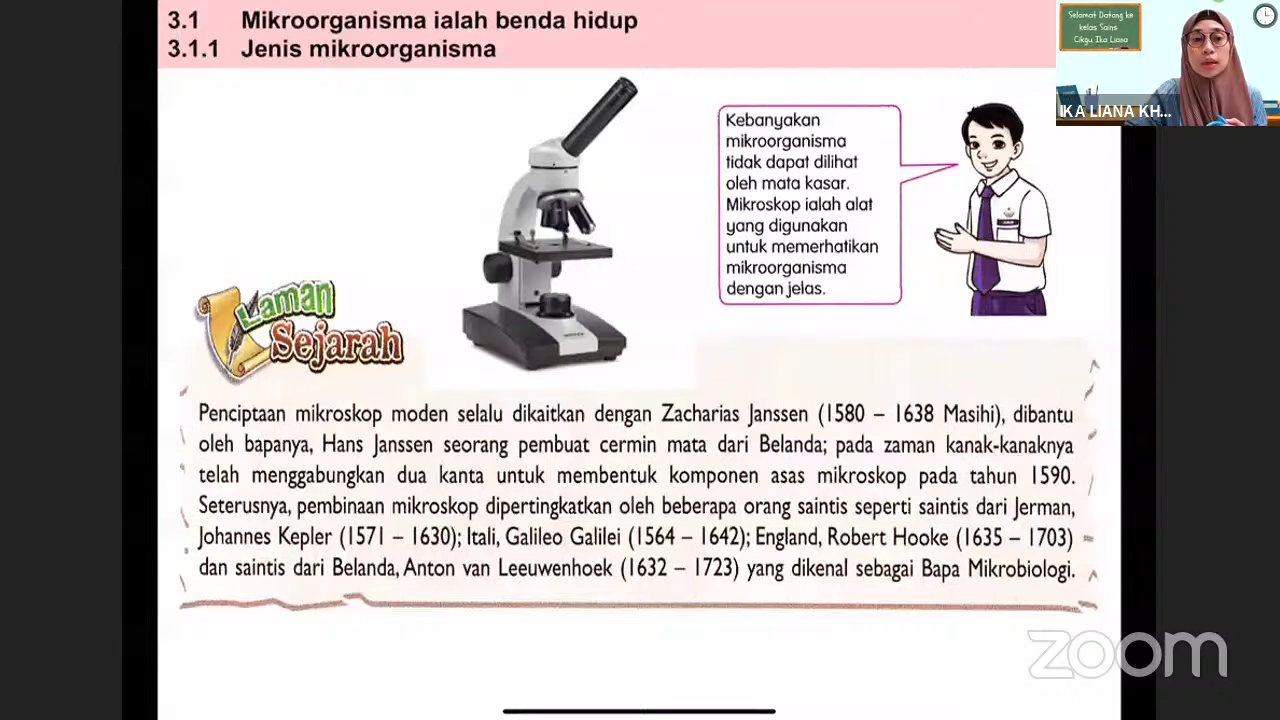 3.1 Mikroorganisma ialah benda hidup
3.1.1 Jenis mikroorganisma
Selamat Datang ke
kelas Sains
Cikgu Ika Liana
IKA LIANA KH...
Kebanyakan
mikroorganisma
tidak dapat dilihat
oleh mata kasar.
Mikroskop ialah alat
yang digunakan
untuk memerhatikan
mikroorganisma
dengan jelas.
Laman
Sejarah
Penciptaan mikroskop moden selalu dikaitkan dengan Zacharias Janssen (1580 – 1638 Masihi), dibantu
oleh bapanya, Hans Janssen seorang pembuat cermin mata dari Belanda; pada zaman kanak-kanaknya
telah menggabungkan dua kanta untuk membentuk komponen asas mikroskop pada tahun 1590.
Seterusnya, pembinaan mikroskop dipertingkatkan oleh beberapa orang saintis seperti saintis dari Jerman,
Johannes Kepler (1571 – 1630); Itali, Galileo Galilei (1564 – 1642); England, Robert Hooke (1635 – 1703)
dan saintis dari Belanda, Anton van Leeuwenhoek (1632 – 1723) yang dikenal sebagai Bapa Mikrobiologi.
zoom